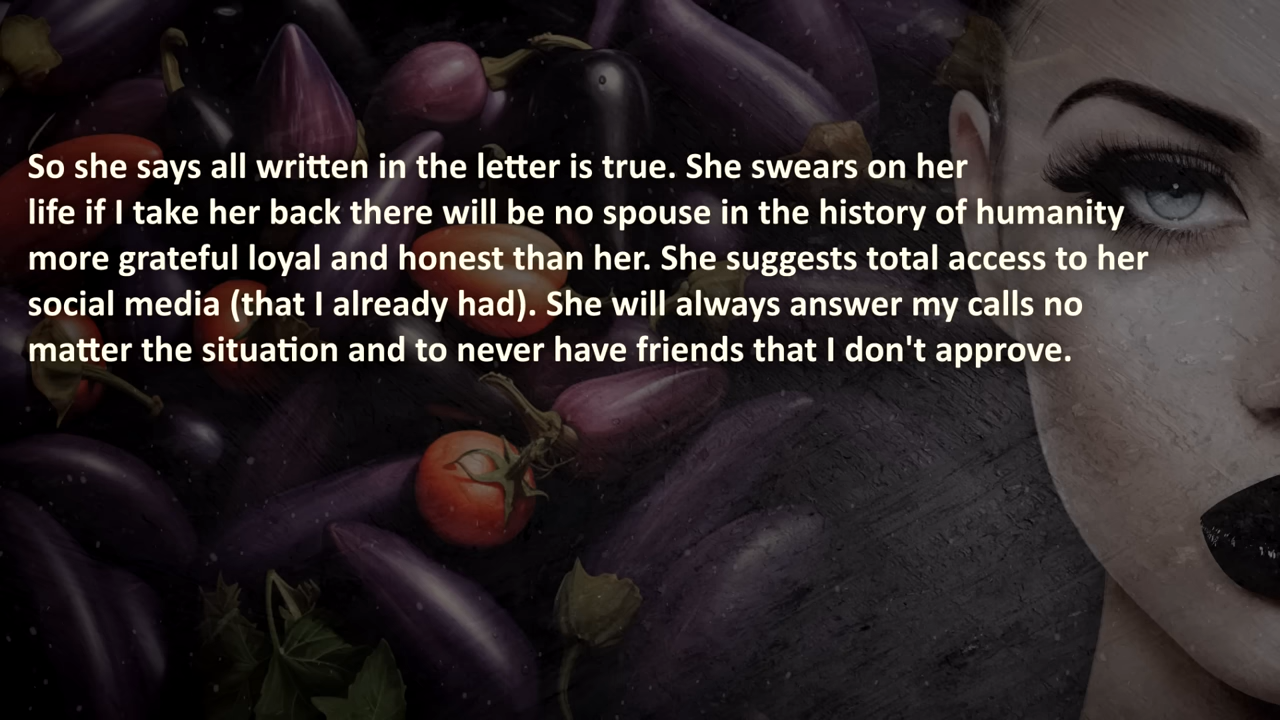 So she says all written in the letter is true. She swears on her
life if I take her back there will be no spouse in the history of humanity
more grateful loyal and honest than her. She suggests total access to her
social media (that I already had). She will always answer my calls no
matter the situation and to never have friends that I don't approve.